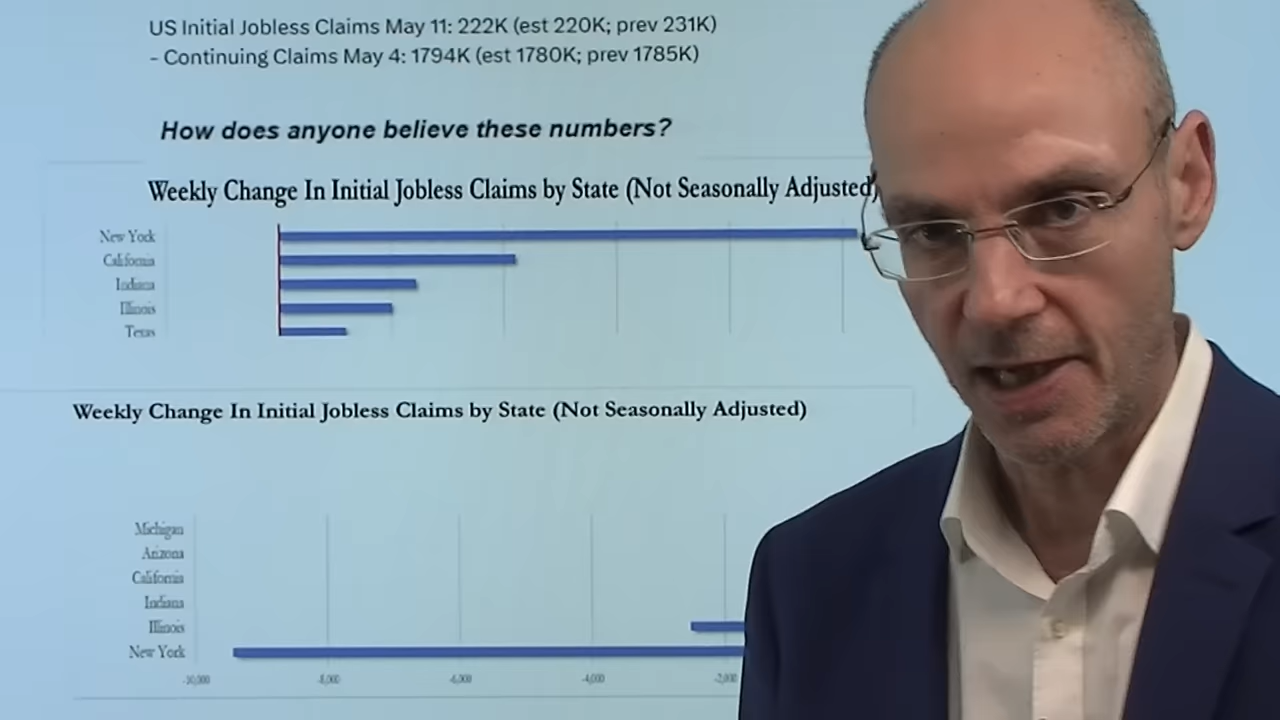 US Initial Jobless Claims May 11: 222K (est 220K; prev 231K)
- Continuing Claims May 4: 1794K (est 1780K; prev 1785K)
How does anyone believe these numbers?
Weekly Change In Initial Jobless Claims by State (Not Seasonally Adjusted)
New York
California
Indiana
Illinois
Texas
Weekly Change In Initial Jobless Claims by State (Not Seasonally Adjusted)
Michigan
Arizona
California
Indiana
Illinois
New York
-10,000 -8,000 -6,000 -4,000 -2,000